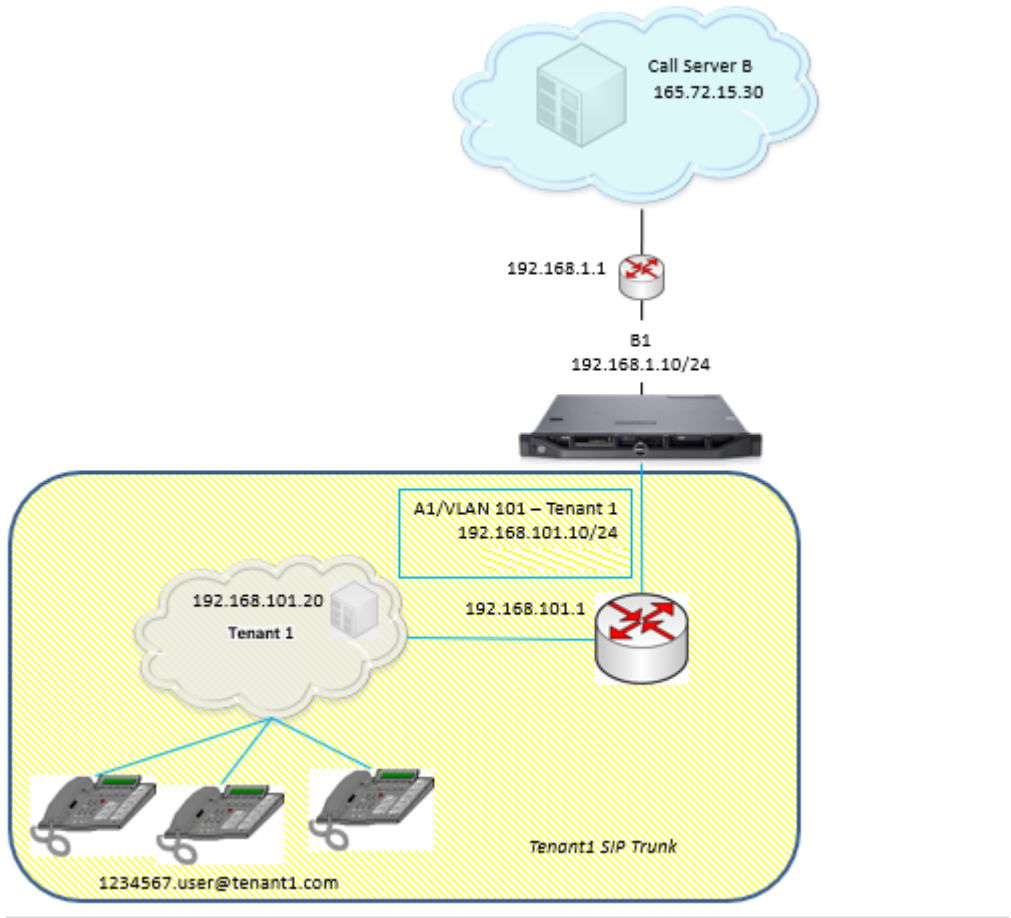 Call Server B
165.72.15.30
192.168.1.1
B1
192.168.1.10/24
A1/VLAN 101 – Tenant 1
192.168.101.10/24
192.168.101.20
Tenant 1
192.168.101.1
Tenant1 SIP Trunk
1234567.user@tenant1.com